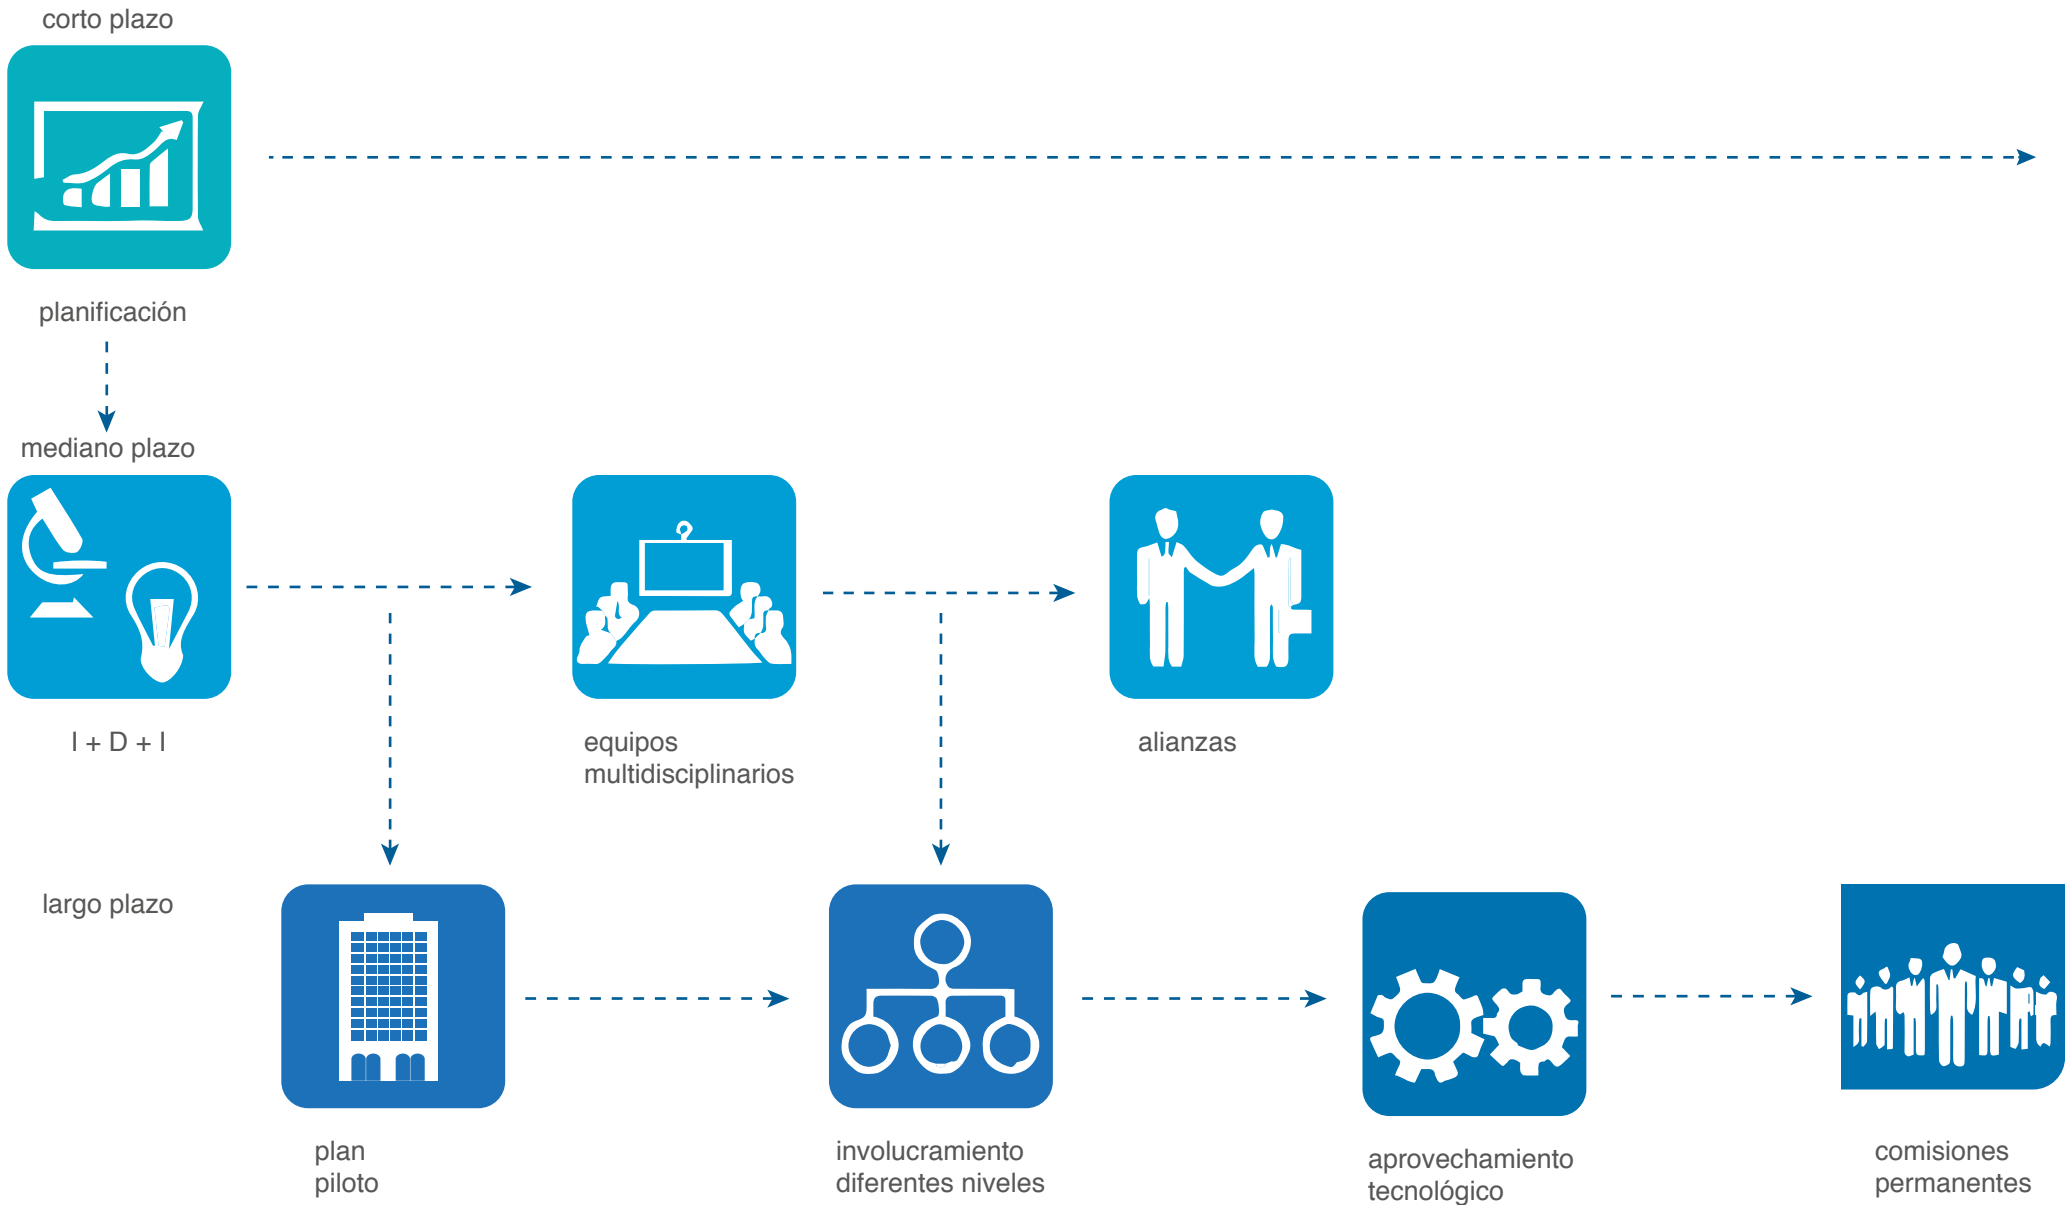 corto plazo
planificación
mediano plazo
I + D + I
equipos
multidisciplinarios
alianzas
largo plazo
plan
piloto
involucramiento
diferentes niveles
aprovechamiento
tecnológico
comisiones
permanentes